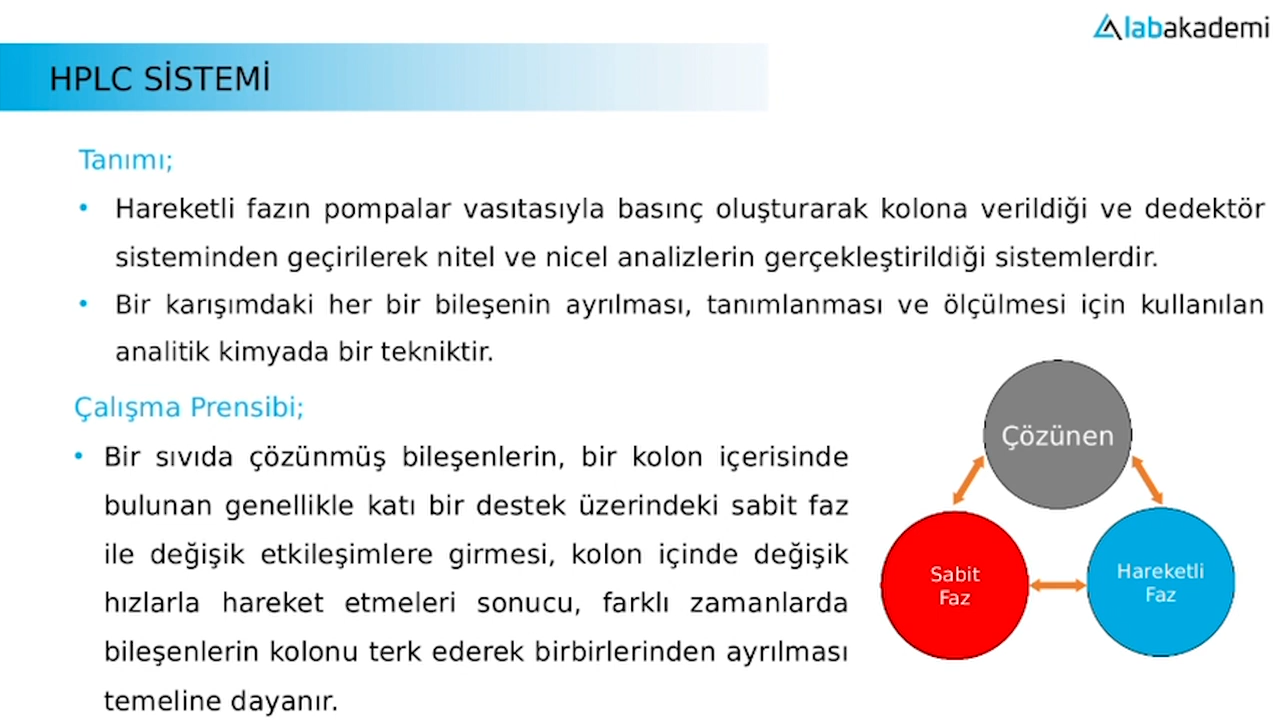 labakademi
HPLC SİSTEMİ
Tanımı;
• Hareketli fazın pompalar vasıtasıyla basınç oluşturarak kolona verildiği ve dedektör
sisteminden geçirilerek nitel ve nicel analizlerin gerçekleştirildiği sistemlerdir.
• Bir karışımdaki her bir bileşenin ayrılması, tanımlanması ve ölçülmesi için kullanılan
analitik kimyada bir tekniktir.
Çalışma Prensibi;
• Bir sıvıda çözünmüş bileşenlerin, bir kolon içerisinde
bulunan genellikle katı bir destek üzerindeki sabit faz
ile değişik etkileşimlere girmesi, kolon içinde değişik
hızlarla hareket etmeleri sonucu, farklı zamanlarda
bileşenlerin kolonu terk ederek birbirlerinden ayrılması
temeline dayanır.
Çözünen
Sabit
Faz
Hareketli
Faz